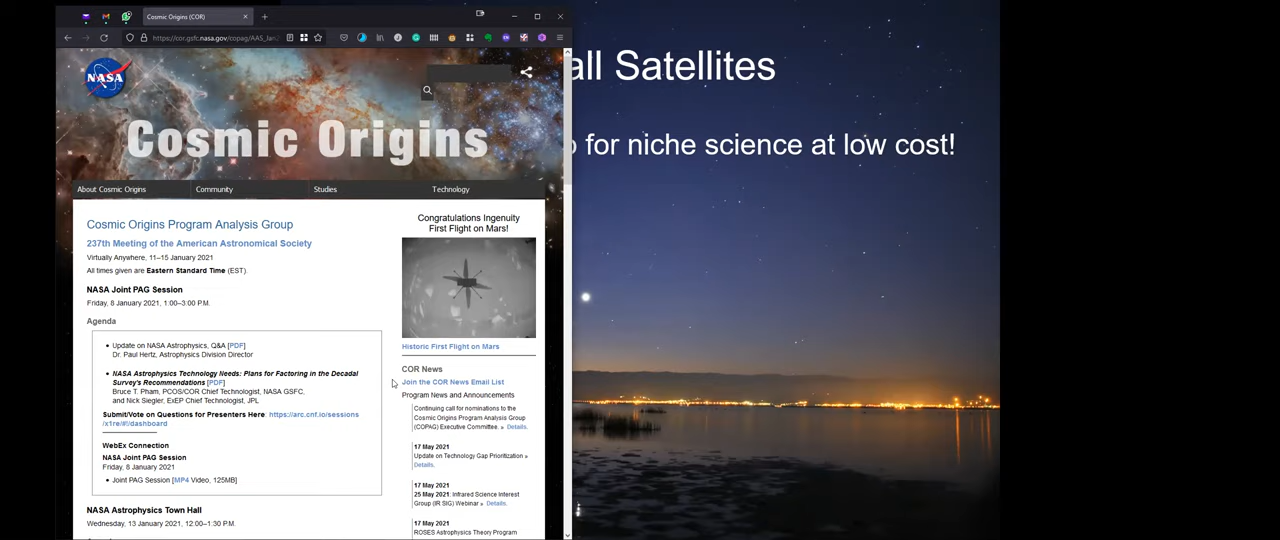 Cosmic Origins (COR)
https://cor.gsfc.nasa.gov/copag/AAS_Jan
NASA
Cosmic Origins
About Cosmic Origins
Community
Studies
Technology
Cosmic Origins Program Analysis Group
237th Meeting of the American Astronomical Society
Virtually Anywhere, 11–15 January 2021
All times given are Eastern Standard Time (EST).
NASA Joint PAG Session
Friday, 8 January 2021, 1:00–3:00 P.M.
Agenda
Update on NASA Astrophysics, Q&A [PDF]
Dr. Paul Hertz, Astrophysics Division Director
NASA Astrophysics Technology Needs: Plans for Factoring in the Decadal
Survey's Recommendations [PDF]
Bruce T. Pham, PCOS/COR Chief Technologist, NASA GSFC,
and Nick Siegler, ExEP Chief Technologist, JPL
Submit/Vote on Questions for Presenters Here: https://arc.cnf.io/sessions
/x1re/#!/dashboard
WebEx Connection
NASA Joint PAG Session
Friday, 8 January 2021
Joint PAG Session [MP4 Video, 125MB]
NASA Astrophysics Town Hall
Wednesday, 13 January 2021, 12:00–1:30 P.M.
Congratulations Ingenuity
First Flight on Mars!
Historic First Flight on Mars
COR News
Join the COR News Email List
Program News and Announcements
Continuing call for nominations to the
Cosmic Origins Program Analysis Group
(COPAG) Executive Committee. » Details.
17 May 2021
Update on Technology Gap Prioritization »
Details.
17 May 2021
25 May 2021: Infrared Science Interest
Group (IR SIG) Webinar » Details.
17 May 2021
ROSES Astrophysics Theory Program
all Satellites
for niche science at low cost!